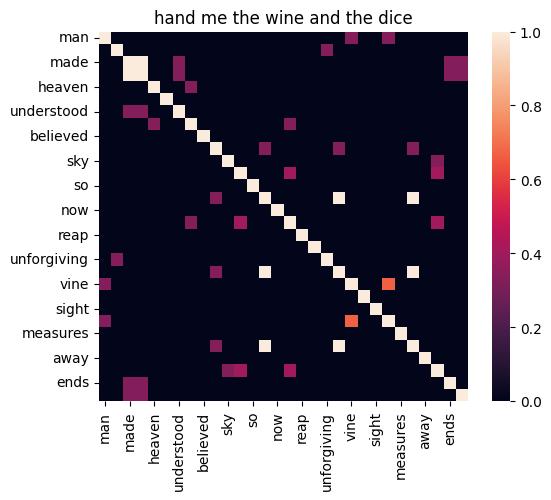 hand me the wine and the dice
man
made
heaven
understood
believed
sky
so
now
reap
unforgiving
vine
sight
measures
away
ends
man
made
heaven
understood
believed
sky
so
now
reap
unforgiving
vine
sight
measures
away
ends
1.0
0.8
0.6
0.4
0.2
0.0